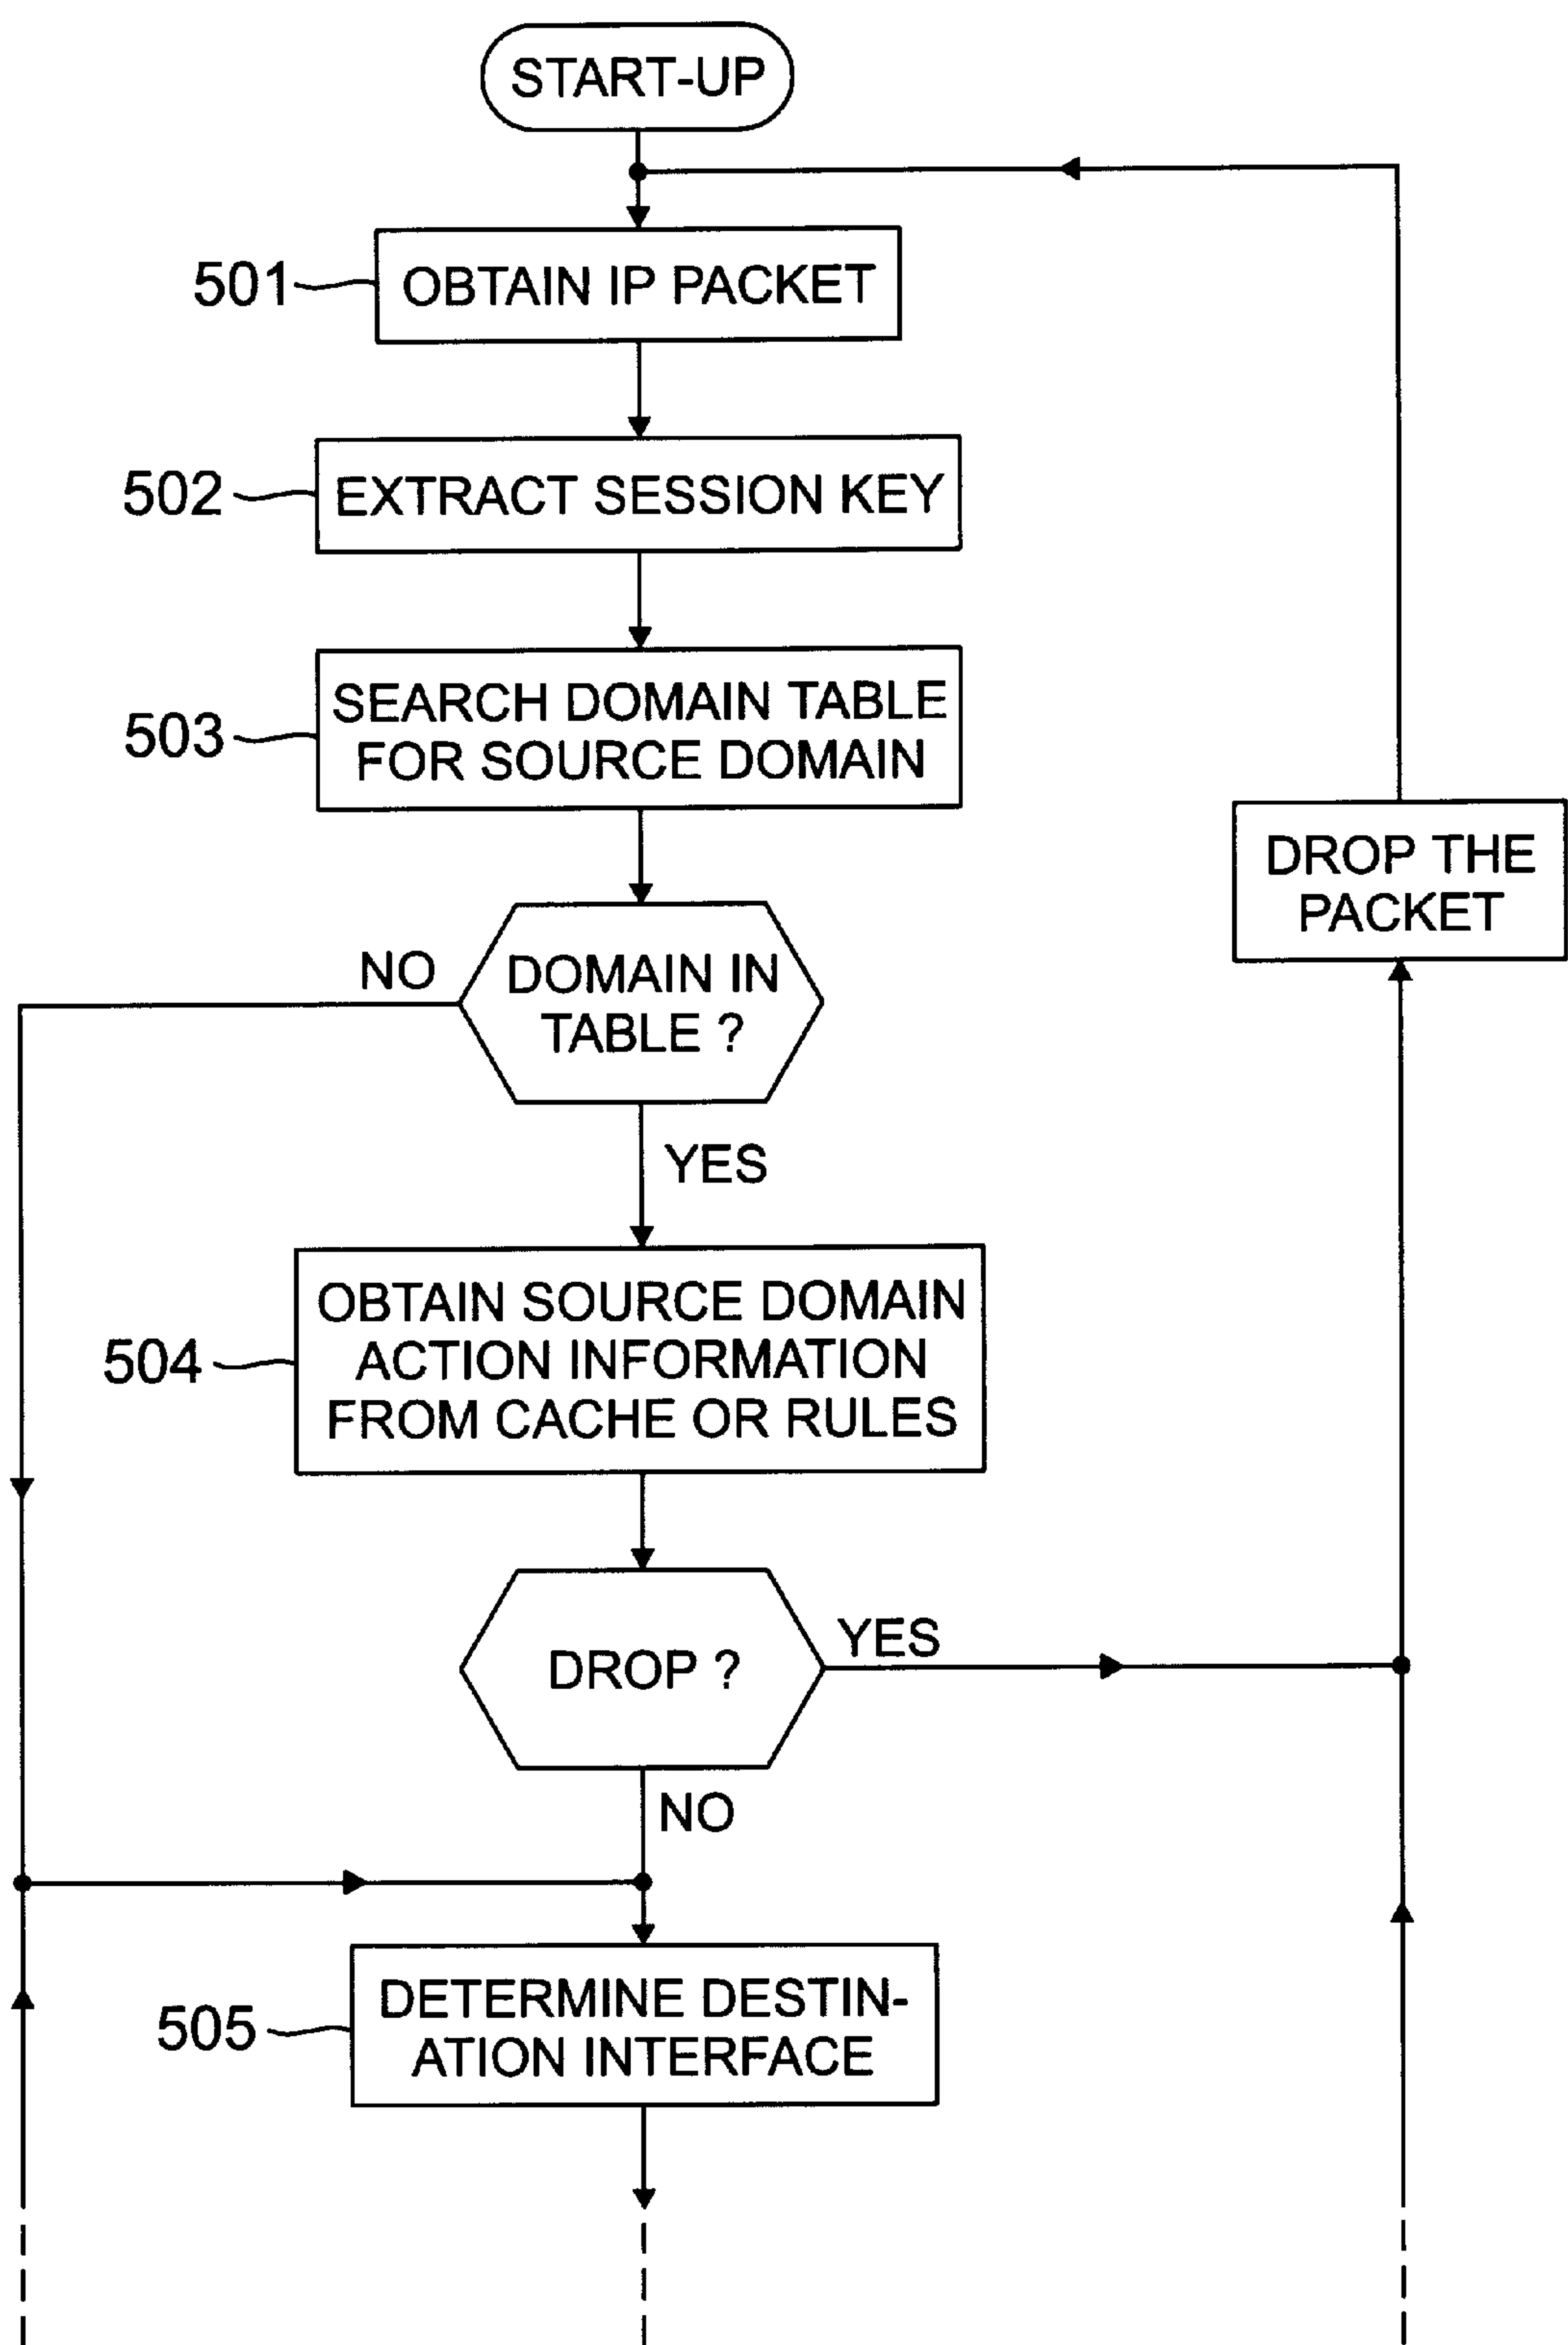 START-UP
501
OBTAIN IP PACKET
502
EXTRACT SESSION KEY
503
SEARCH DOMAIN TABLE
FOR SOURCE DOMAIN
DROP THE
PACKET
NO
DOMAIN IN
TABLE ?
YES
504
OBTAIN SOURCE DOMAIN
ACTION INFORMATION
FROM CACHE OR RULES
DROP ?
YES
NO
505
DETERMINE DESTIN-
ATION INTERFACE